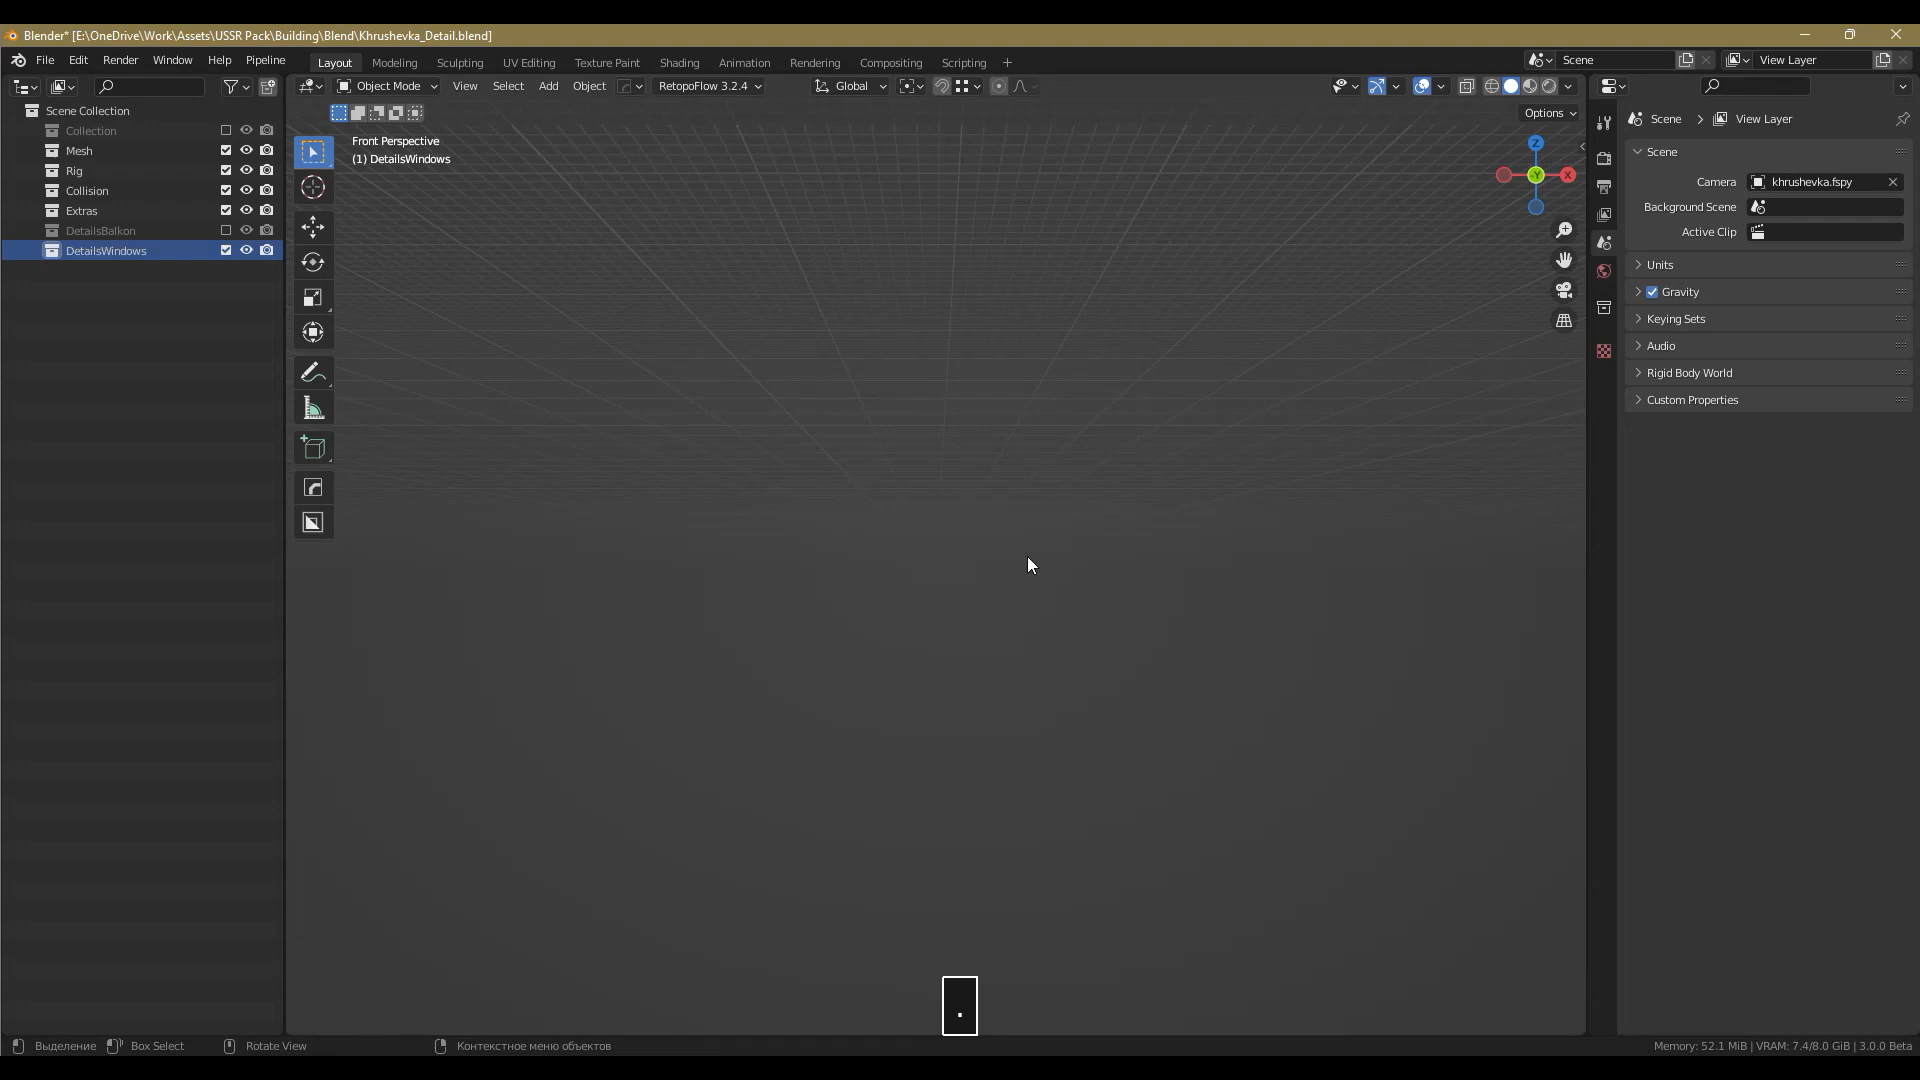 Blender* [E:\OneDrive\Work\Assets\USSR Pack\Building\Blend\Khrushevka_Detail.blend]
File Edit Render Window Help Pipeline Layout Modeling Sculpting UV Editing Texture Paint Shading Animation Rendering Compositing Scripting + Scene View Layer
Object Mode View Select Add Object RetopoFlow 3.2.4 Global
Options
Scene Collection
Collection
Mesh
Rig
Collision
Extras
DetailsBalkon
DetailsWindows
Front Perspective
(1) DetailsWindows
Z
-Y
X
Scene > View Layer
Scene
Camera khrushevka.fspy
Background Scene
Active Clip
Units
Gravity
Keying Sets
Audio
Rigid Body World
Custom Properties
.
Выделение Box Select Rotate View Контекстное меню объектов Memory: 52.1 MiB | VRAM: 7.4/8.0 GiB | 3.0.0 Beta